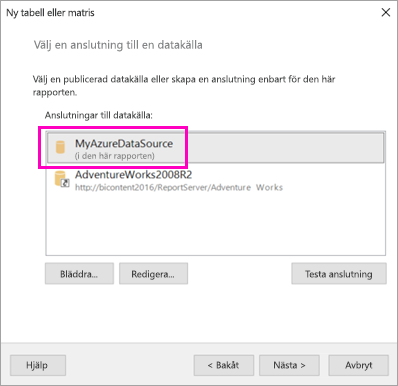 Ny tabell eller matris
Välj en anslutning till en datakälla
Välj en publicerad datakälla eller skapa en anslutning enbart för den här
rapporten.
Anslutningar till datakälla:
MyAzureDataSource
(i den här rapporten)
AdventureWorks2008R2
http://bicontent2016/ReportServer/Adventure Works
Bläddra... Redigera... Testa anslutning
Hjälp < Bakåt Nästa > Avbryt